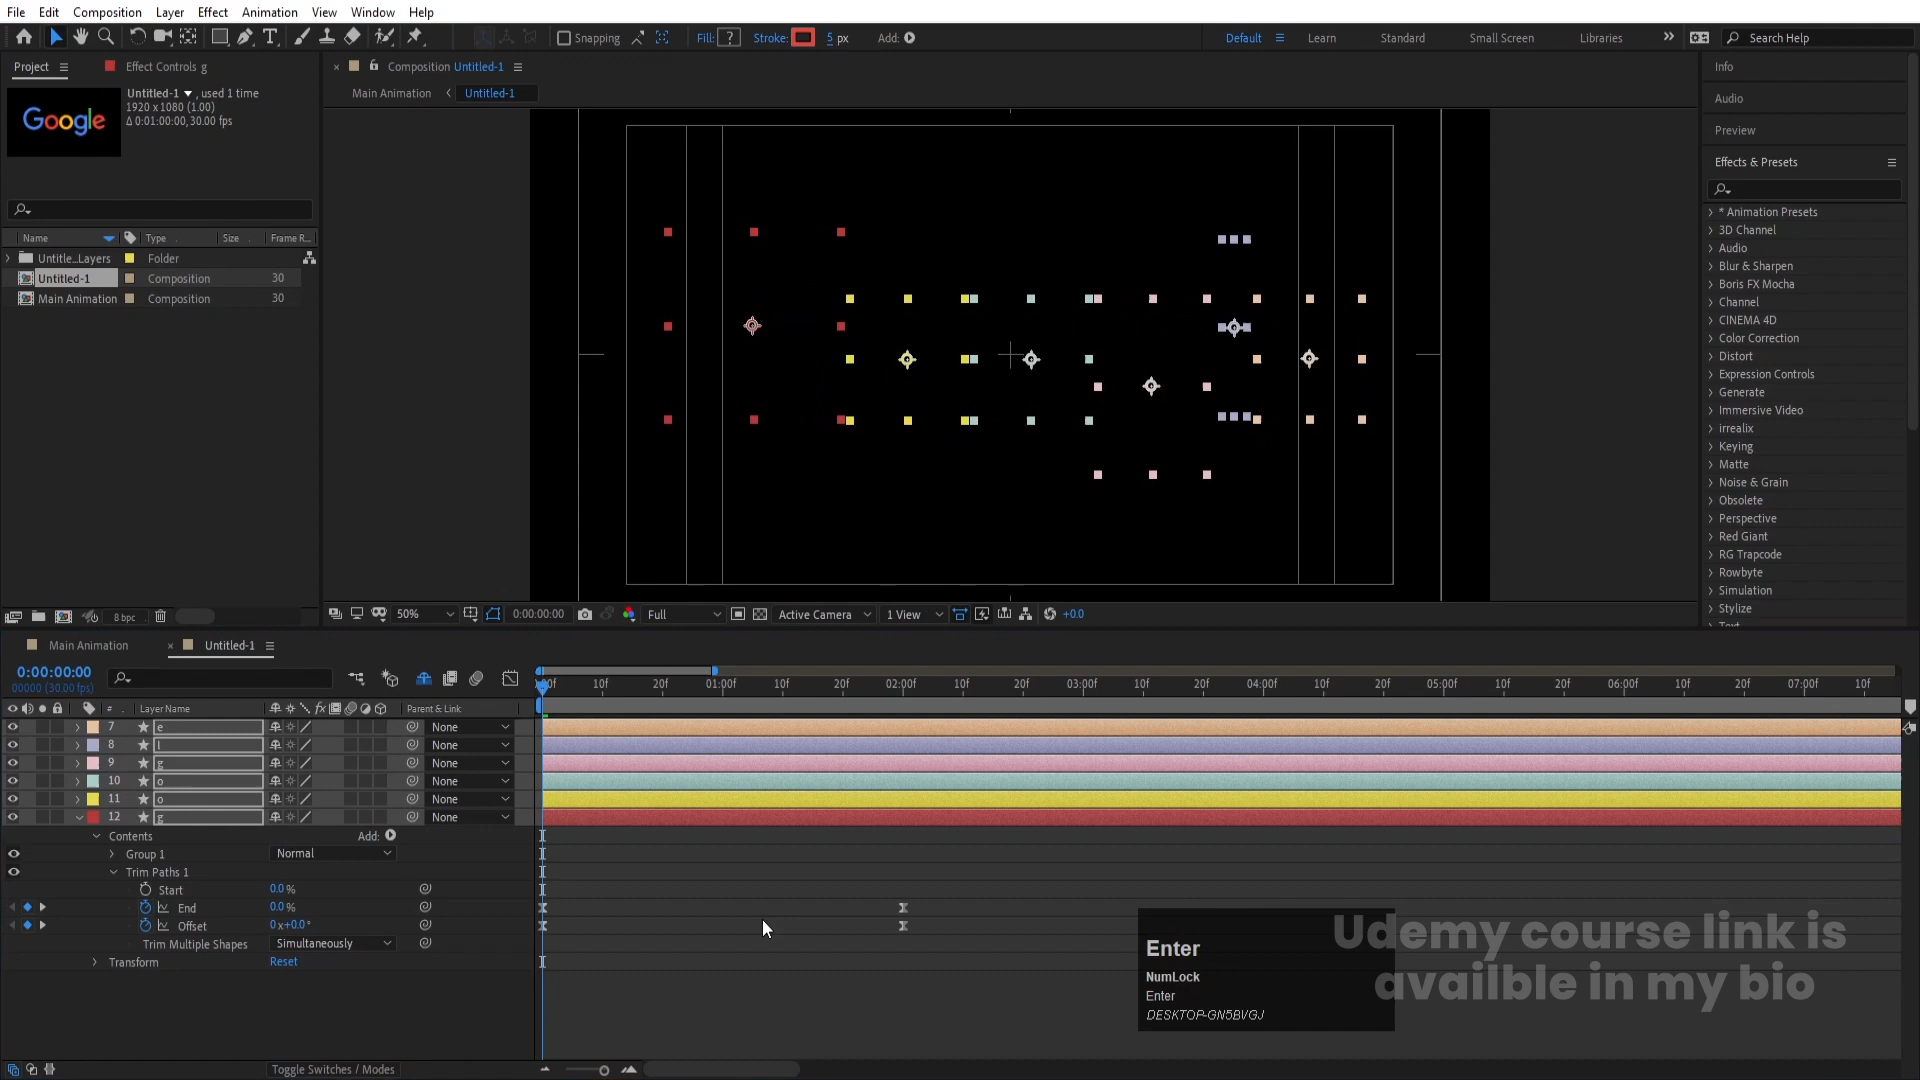 File Edit Composition Layer Effect Animation View Window Help
Snapping Fill: ? Stroke: 5 px Add: Default Learn Standard Small Screen Libraries Search Help
Project Effect Controls g
Composition Untitled-1
Info
Google
Untitled-1 , used 1 time
1920 x 1080 (1.00)
Δ 0:01:00:00, 30.00 fps
Main Animation Untitled-1
Audio
Preview
Effects & Presets
Name Type Size Frame R...
Untitle...Layers Folder
Untitled-1 Composition 30
Main Animation Composition 30
* Animation Presets
3D Channel
Audio
Blur & Sharpen
Boris FX Mocha
Channel
CINEMA 4D
Color Correction
Distort
Expression Controls
Generate
Immersive Video
irrealix
Keying
Matte
Noise & Grain
Obsolete
Perspective
Red Giant
RG Trapcode
Rowbyte
Simulation
Stylize
8 bpc
50% 0:00:00:00 Full Active Camera 1 View +0.0
Main Animation Untitled-1
0:00:00:00
00000 (30.00 fps)
10f 20f 01:00f 10f 20f 02:00f 10f 20f 03:00f 10f 20f 04:00f 10f 20f 05:00f 10f 20f 06:00f 10f 20f 07:00f 10f
# Layer Name fx Parent & Link
7 e None
8 l None
9 g None
10 o None
11 o None
12 g None
Contents Add:
Group 1 Normal
Trim Paths 1
Start 0.0 %
End 0.0 %
Offset 0x+0.0°
Trim Multiple Shapes Simultaneously
Transform Reset
Enter
NumLock
Enter
DESKTOP-GN5BVGJ
Udemy course link is
availble in my bio
Toggle Switches / Modes